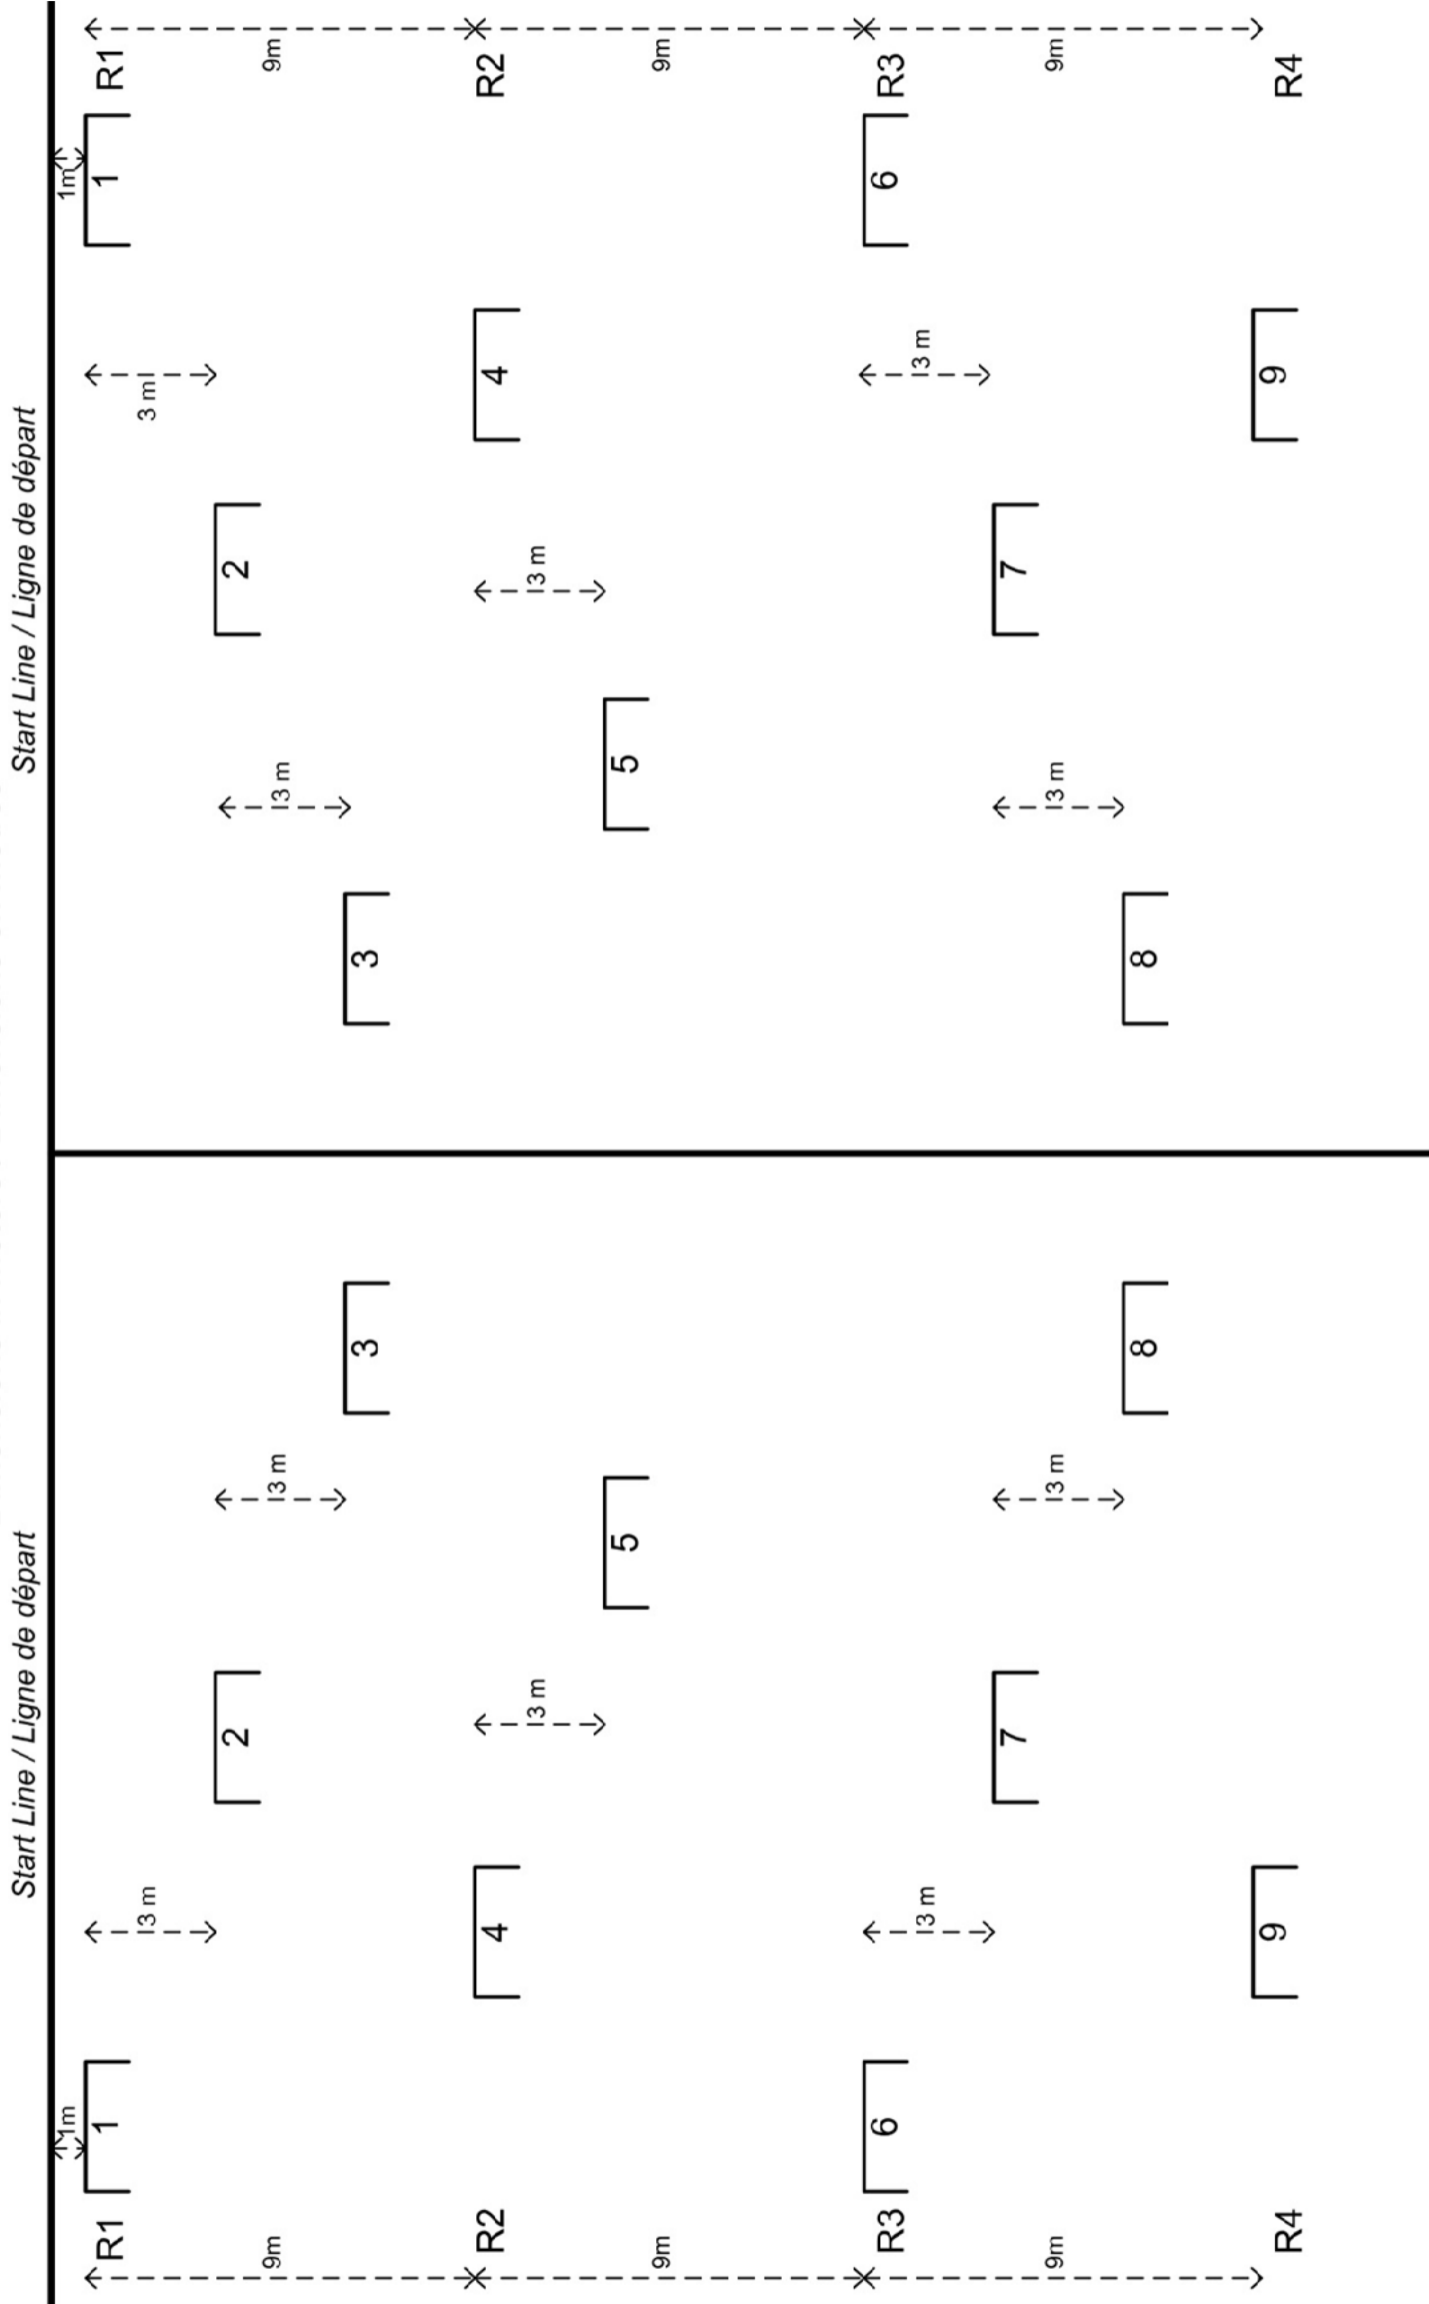 Start Line / Ligne de départ Start Line / Ligne de départ
1m 1m
R1 1 1 R1
3 m 3 m
2 2
9m 3 m 3 m 9m
3 3
R2 4 4 R2
3 m 3 m
5 5
9m 9m
R3 6 6 R3
3 m 3 m
7 7
9m 3 m 3 m 9m
8 8
R4 9 9 R4